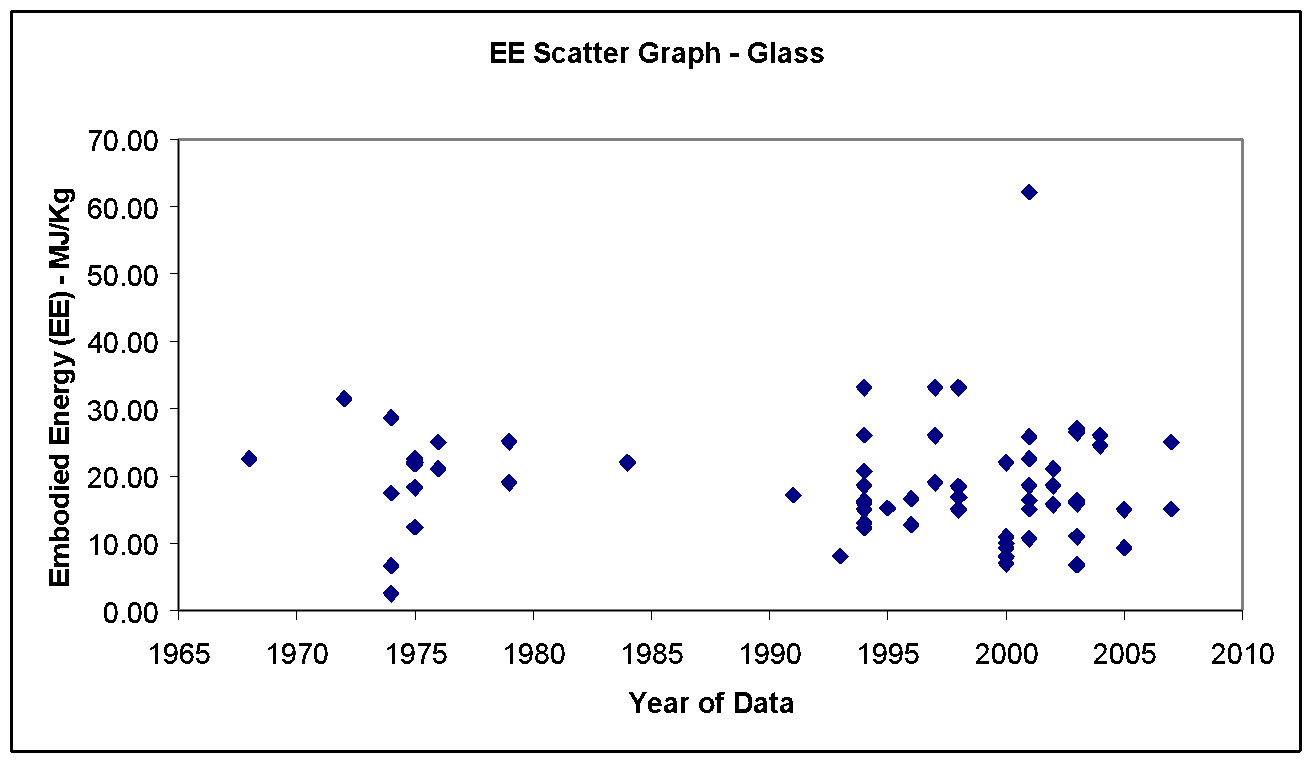 EE Scatter Graph - Glass
70.00
60.00
50.00
40.00
30.00
20.00
10.00
0.00
Embodied Energy (EE) - MJ/Kg
1965 1970 1975 1980 1985 1990 1995 2000 2005 2010
Year of Data